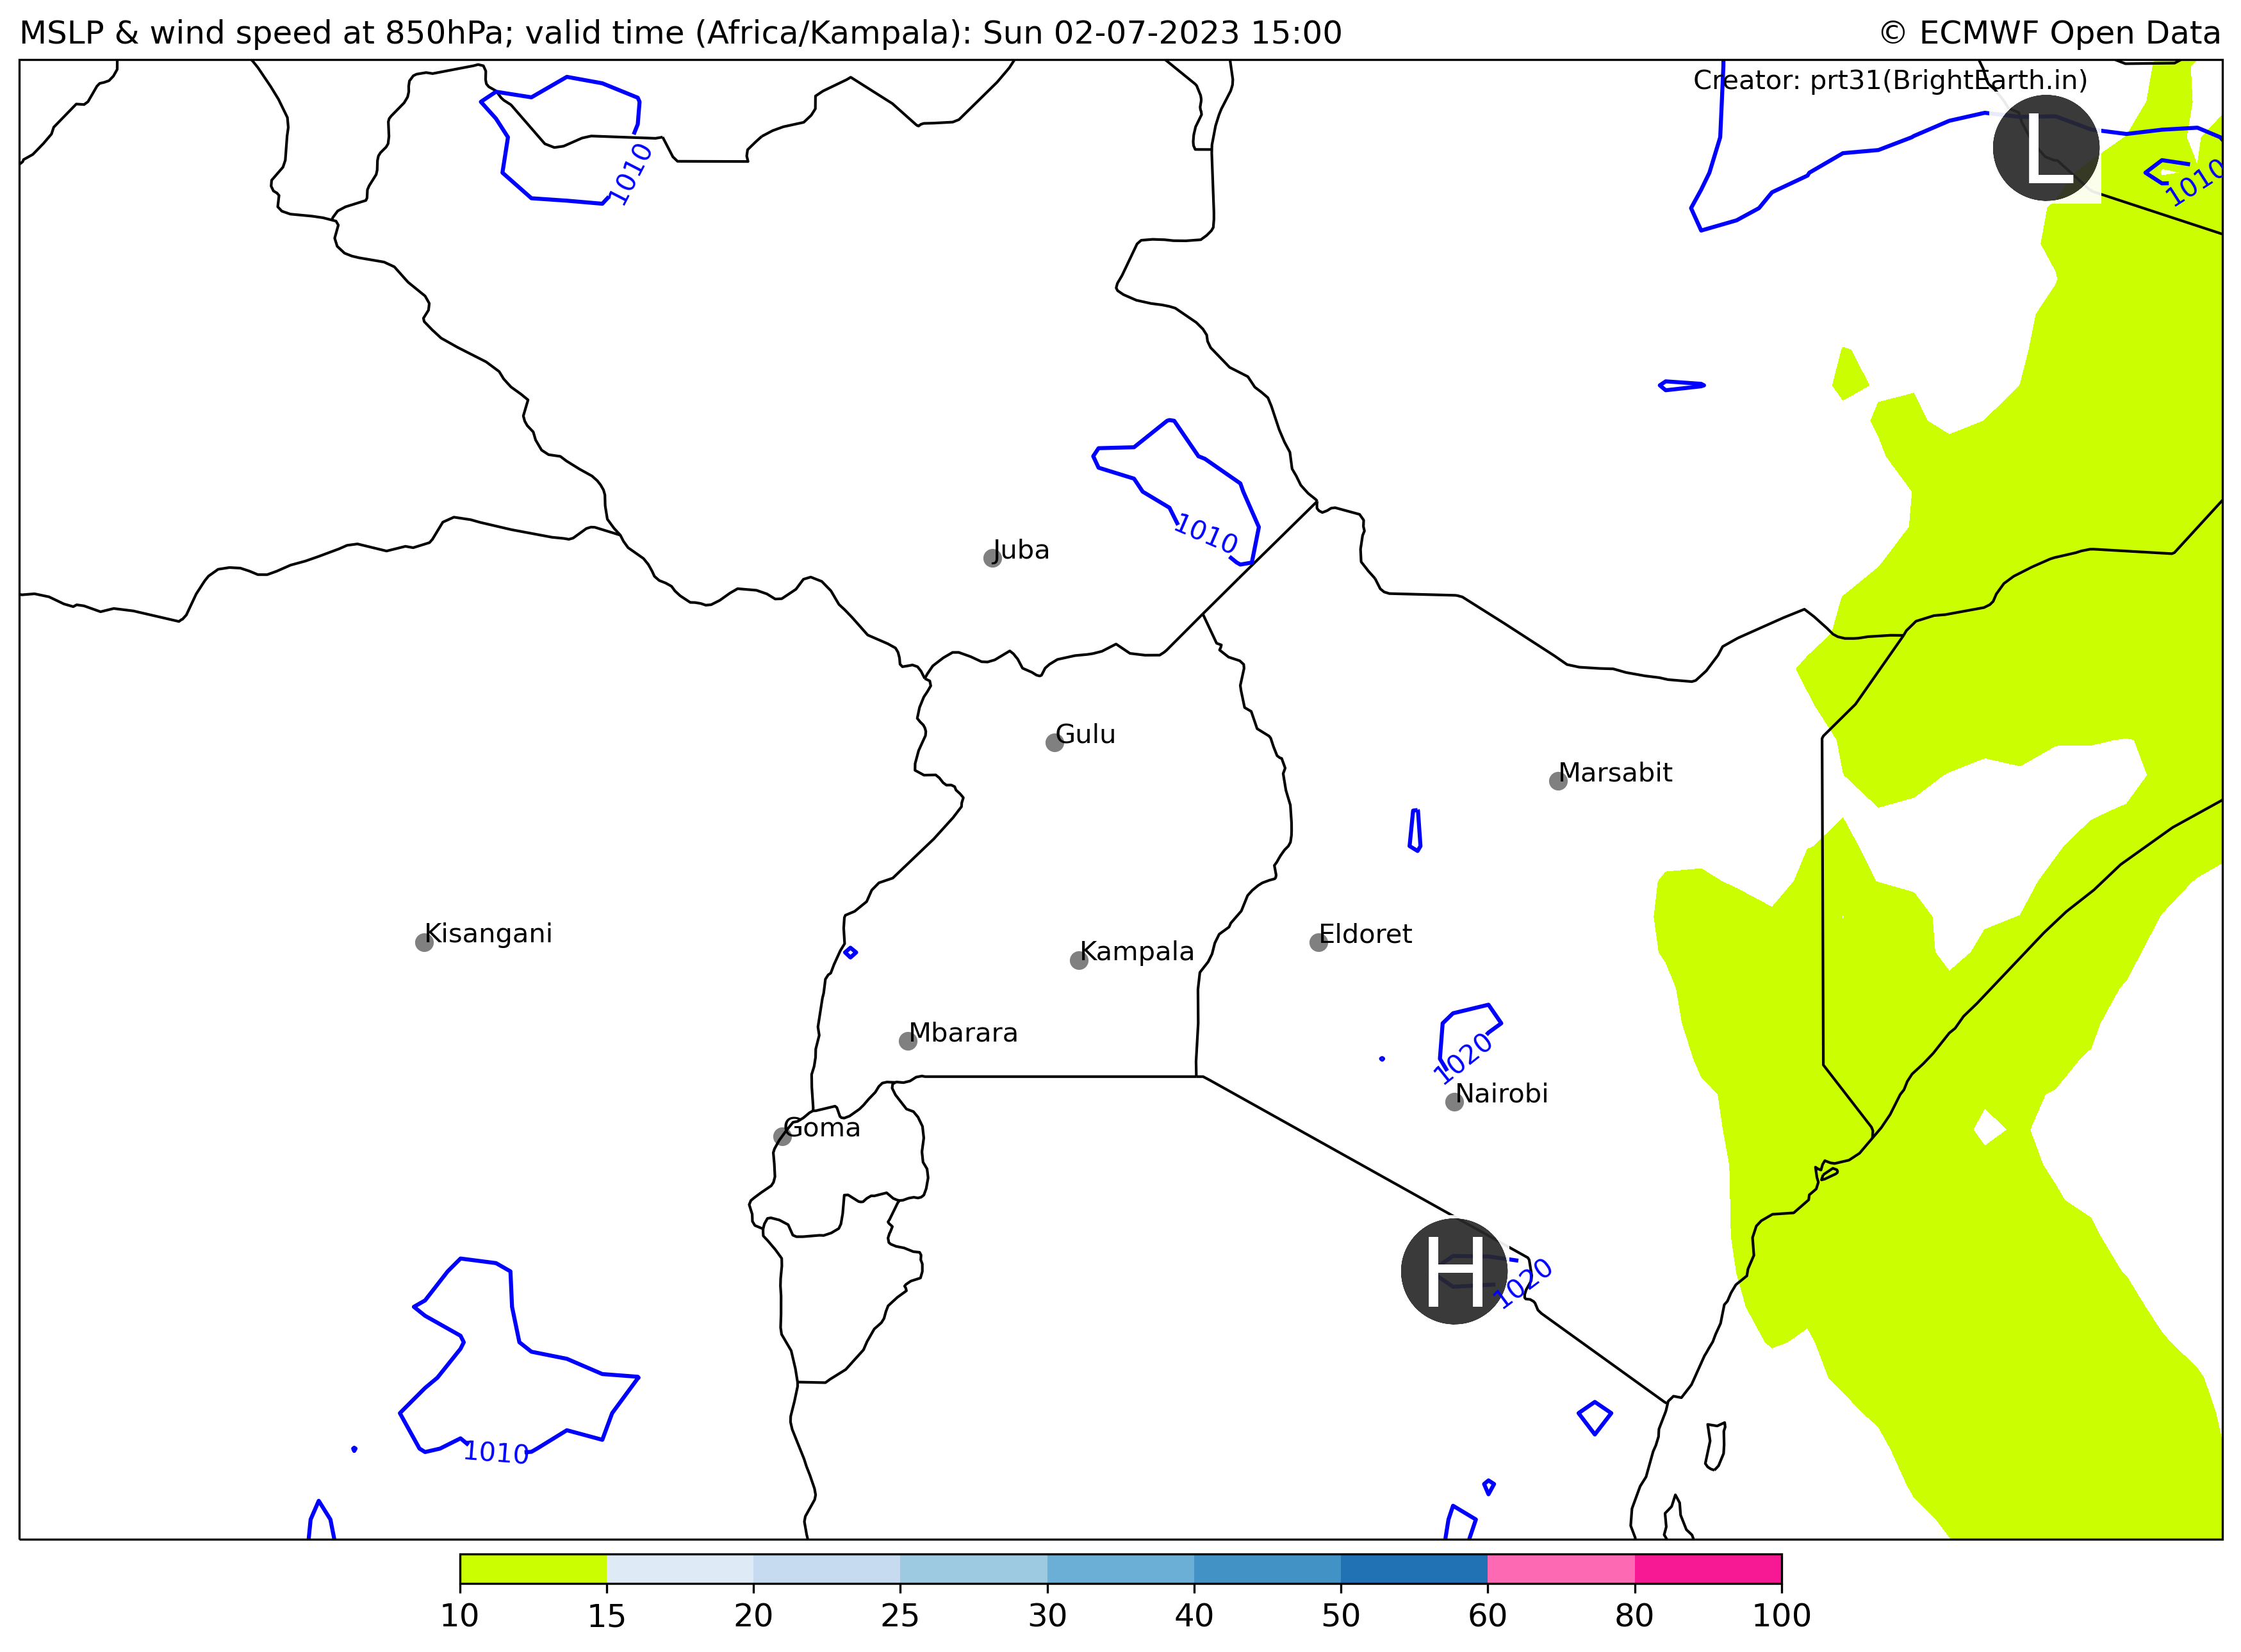 MSLP & wind speed at 850hPa; valid time (Africa/Kampala): Sun 02-07-2023 15:00
© ECMWF Open Data
Creator: prt31(BrightEarth.in)
L
1010
1010
1010
Juba
Gulu
Marsabit
Kisangani
Eldoret
Kampala
Mbarara
1020
Nairobi
Goma
H
1020
1010
10 15 20 25 30 40 50 60 80 100